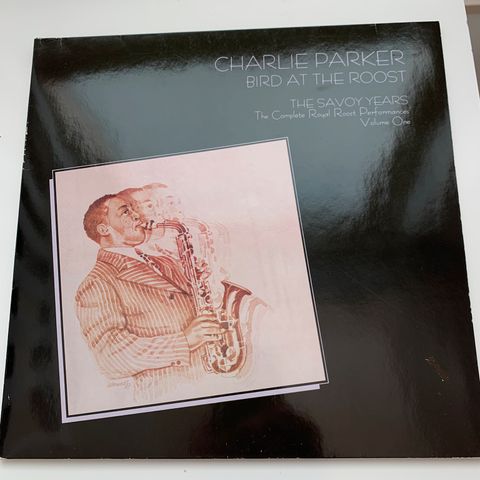 CHARLIE PARKER
BIRD AT THE ROOST
THE SAVOY YEARS
The Complete Royal Roost Performances
Volume One